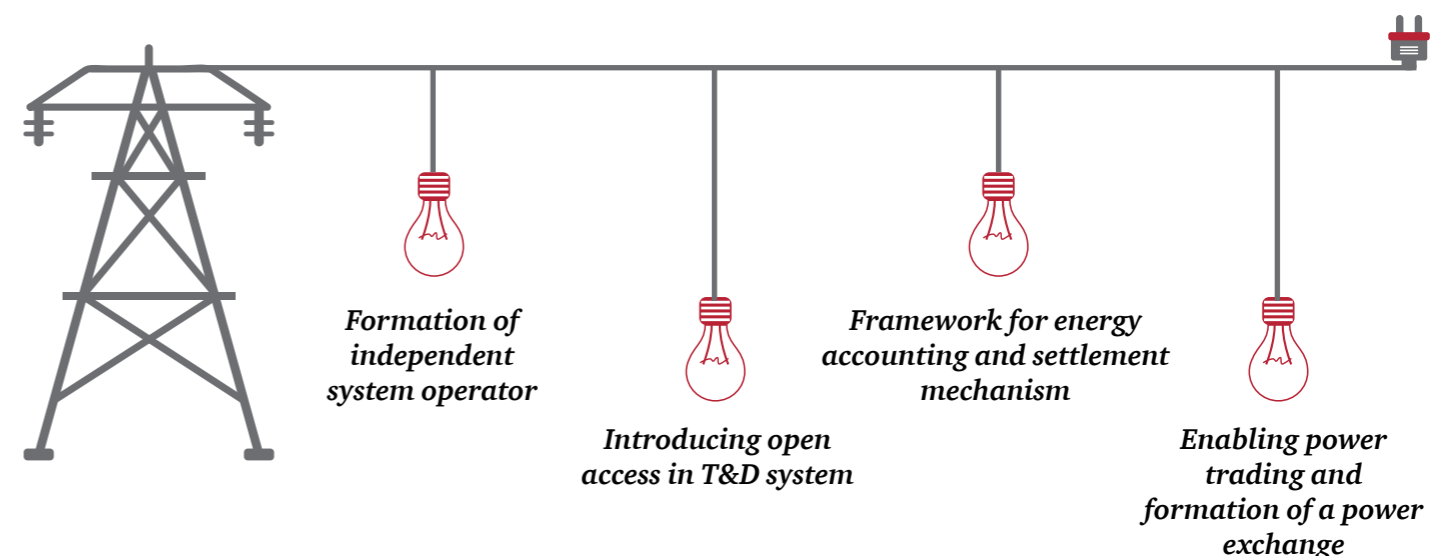 Formation of
independent
system operator
Introducing open
access in T&D system
Framework for energy
accounting and settlement
mechanism
Enabling power
trading and
formation of a power
exchange